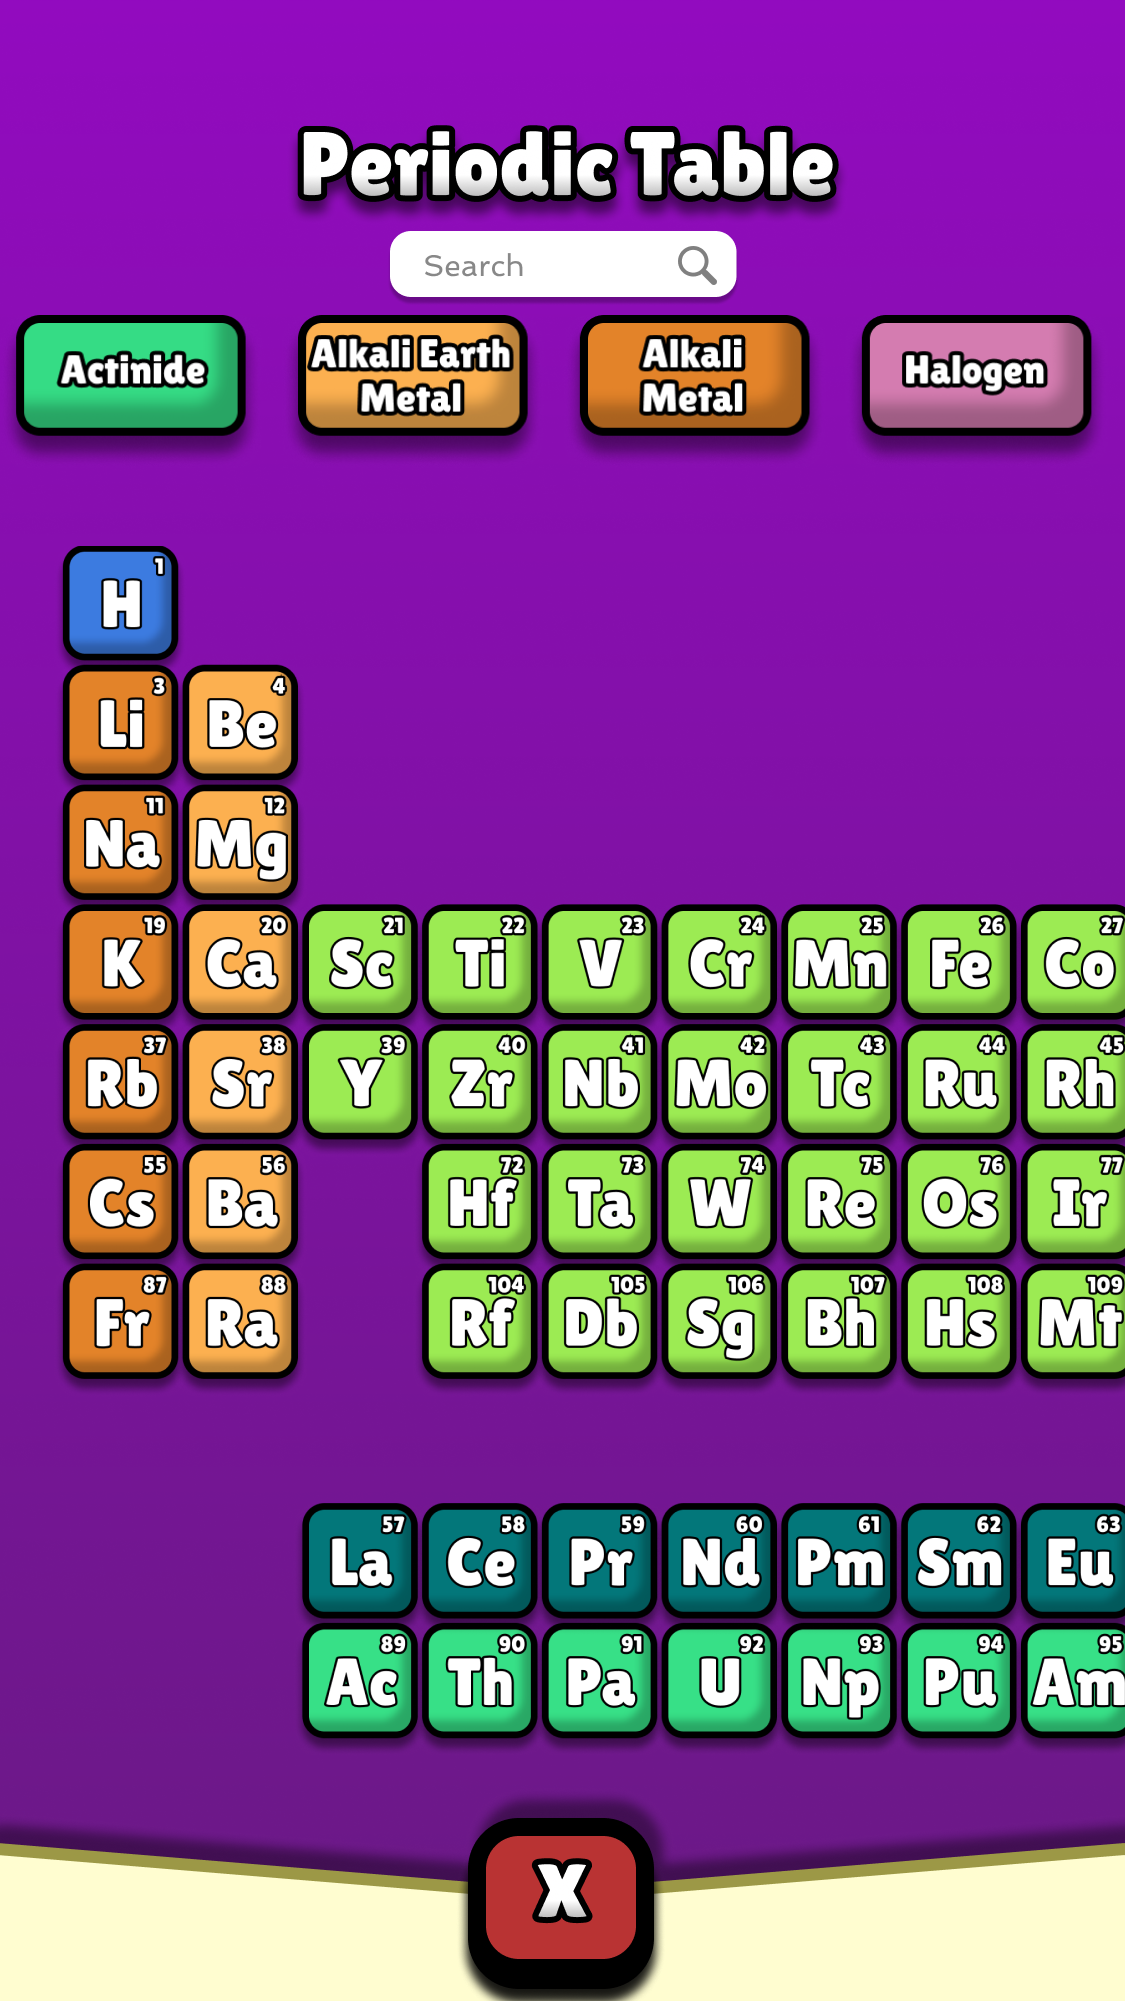 Periodic Table
Search
Actinide
Alkali Earth
Metal
Alkali
Metal
Halogen
1
H
3 4
Li Be
11 12
Na Mg
19 20 21 22 23 24 25 26 27
K Ca Sc Ti V Cr Mn Fe Co
37 38 39 40 41 42 43 44 45
Rb Sr Y Zr Nb Mo Tc Ru Rh
55 56 72 73 74 75 76 77
Cs Ba Hf Ta W Re Os Ir
87 88 104 105 106 107 108 109
Fr Ra Rf Db Sg Bh Hs Mt
57 58 59 60 61 62 63
La Ce Pr Nd Pm Sm Eu
89 90 91 92 93 94 95
Ac Th Pa U Np Pu Am
X